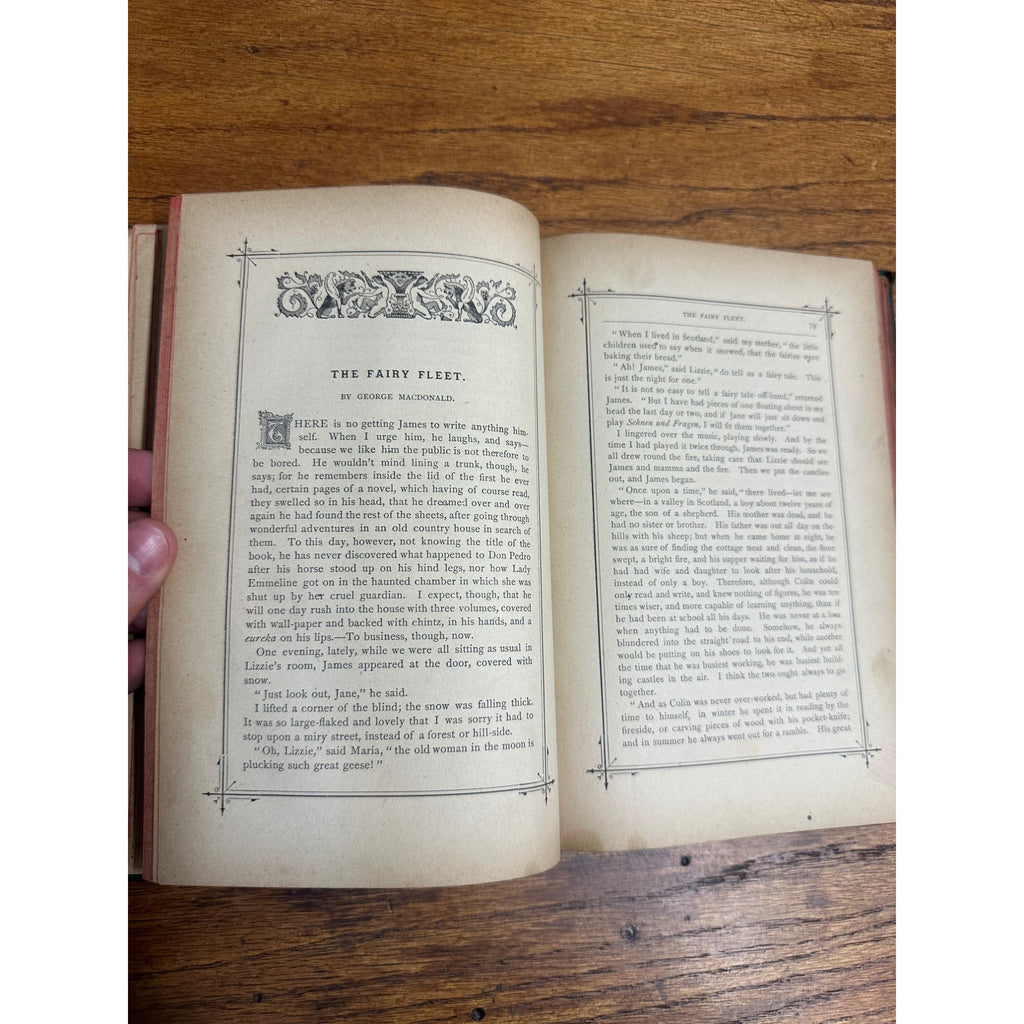 THE FAIRY FLEET.
BY GEORGE MACDONALD.
THERE is no getting James to write anything him-
self. When I urge him, he laughs, and says—
because we like him the public is not therefore to
be bored. He wouldn't mind lining a trunk, though, he
says; for he remembers inside the lid of the first he ever
had, certain pages of a novel, which having of course read,
they swelled so in his head, that he dreamed over and over
again he had found the rest of the sheets, after going through
wonderful adventures in an old country house in search of
them. To this day, however, not knowing the title of the
book, he has never discovered what happened to Don Pedro
after his horse stood up on his hind legs, nor how Lady
Emmeline got on in the haunted chamber in which she was
shut up by her cruel guardian. I expect, though, that he
will one day rush into the house with three volumes, covered
with wall-paper and backed with chintz, in his hands, and a
eureka on his lips.—To business, though, now.
One evening, lately, while we were all sitting as usual in
Lizzie's room, James appeared at the door, covered with
snow.
"Just look out, Jane," he said.
I lifted a corner of the blind; the snow was falling thick.
It was so large-flaked and lovely that I was sorry it had to
stop upon a miry street, instead of a forest or hill-side.
"Oh, Lizzie," said Maria, "the old woman in the moon is
plucking such great geese!"
THE FAIRY FLEET. 79
"When I lived in Scotland," said my mother, "the little
children used to say when it snowed, that the fairies were
baking their bread."
"Ah! James," said Lizzie, "do tell us a fairy tale. This
is just the night for one."
"It is not so easy to tell a fairy tale off-hand," returned
James. "But I have had pieces of one floating about in my
head the last day or two, and if Jane will just sit down and
play Sehnen und Fragen, I will fit them together."
I lingered over the music, playing slowly. And by the
time I had played it twice through, James was ready. So we
all drew round the fire, taking care that Lizzie should see
James and mamma and the fire. Then we put the candles
out, and James began.
"Once upon a time," he said, "there lived—let me see
where—in a valley in Scotland, a boy about twelve years of
age, the son of a shepherd. His mother was dead, and he
had no sister or brother. His father was out all day on the
hills with his sheep; but when he came home at night, he
was as sure of finding the cottage neat and clean, the floor
swept, a bright fire, and his supper waiting for him, as if he
had had wife and daughter to look after his household,
instead of only a boy. Therefore, although Colin could
only read and write, and knew nothing of figures, he was ten
times wiser, and more capable of learning anything, than if
he had been at school all his days. He was never at a loss
when anything had to be done. Somehow, he always
blundered into the straight road to his end, while another
would be putting on his shoes to look for it. And yet all
the time that he was busiest working, he was busiest build-
ing castles in the air. I think the two ought always to go
together.
"And as Colin was never over-worked, but had plenty of
time to himself, in winter he spent it in reading by the
fireside, or carving pieces of wood with his pocket-knife;
and in summer he always went out for a ramble. His great